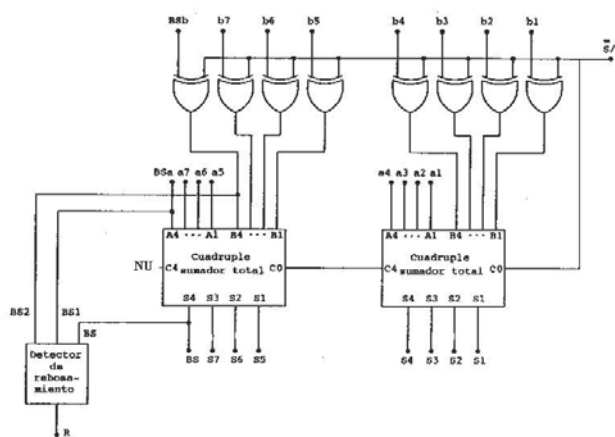 BSb b7 b6 b5 b4 b3 b2 b1
S/
BSa a7 a6 a5 a4 a3 a2 a1
A4 ... A1 B4 ... B1 A4 ... A1 B4 ... B1
NU C4 Cuadruple sumador total C0 C4 Cuadruple sumador total C0
S4 S3 S2 S1 S4 S3 S2 S1
BS2 BS1 BS
BS S7 S6 S5 S4 S3 S2 S1
Detector
de
rebosa-
miento
R